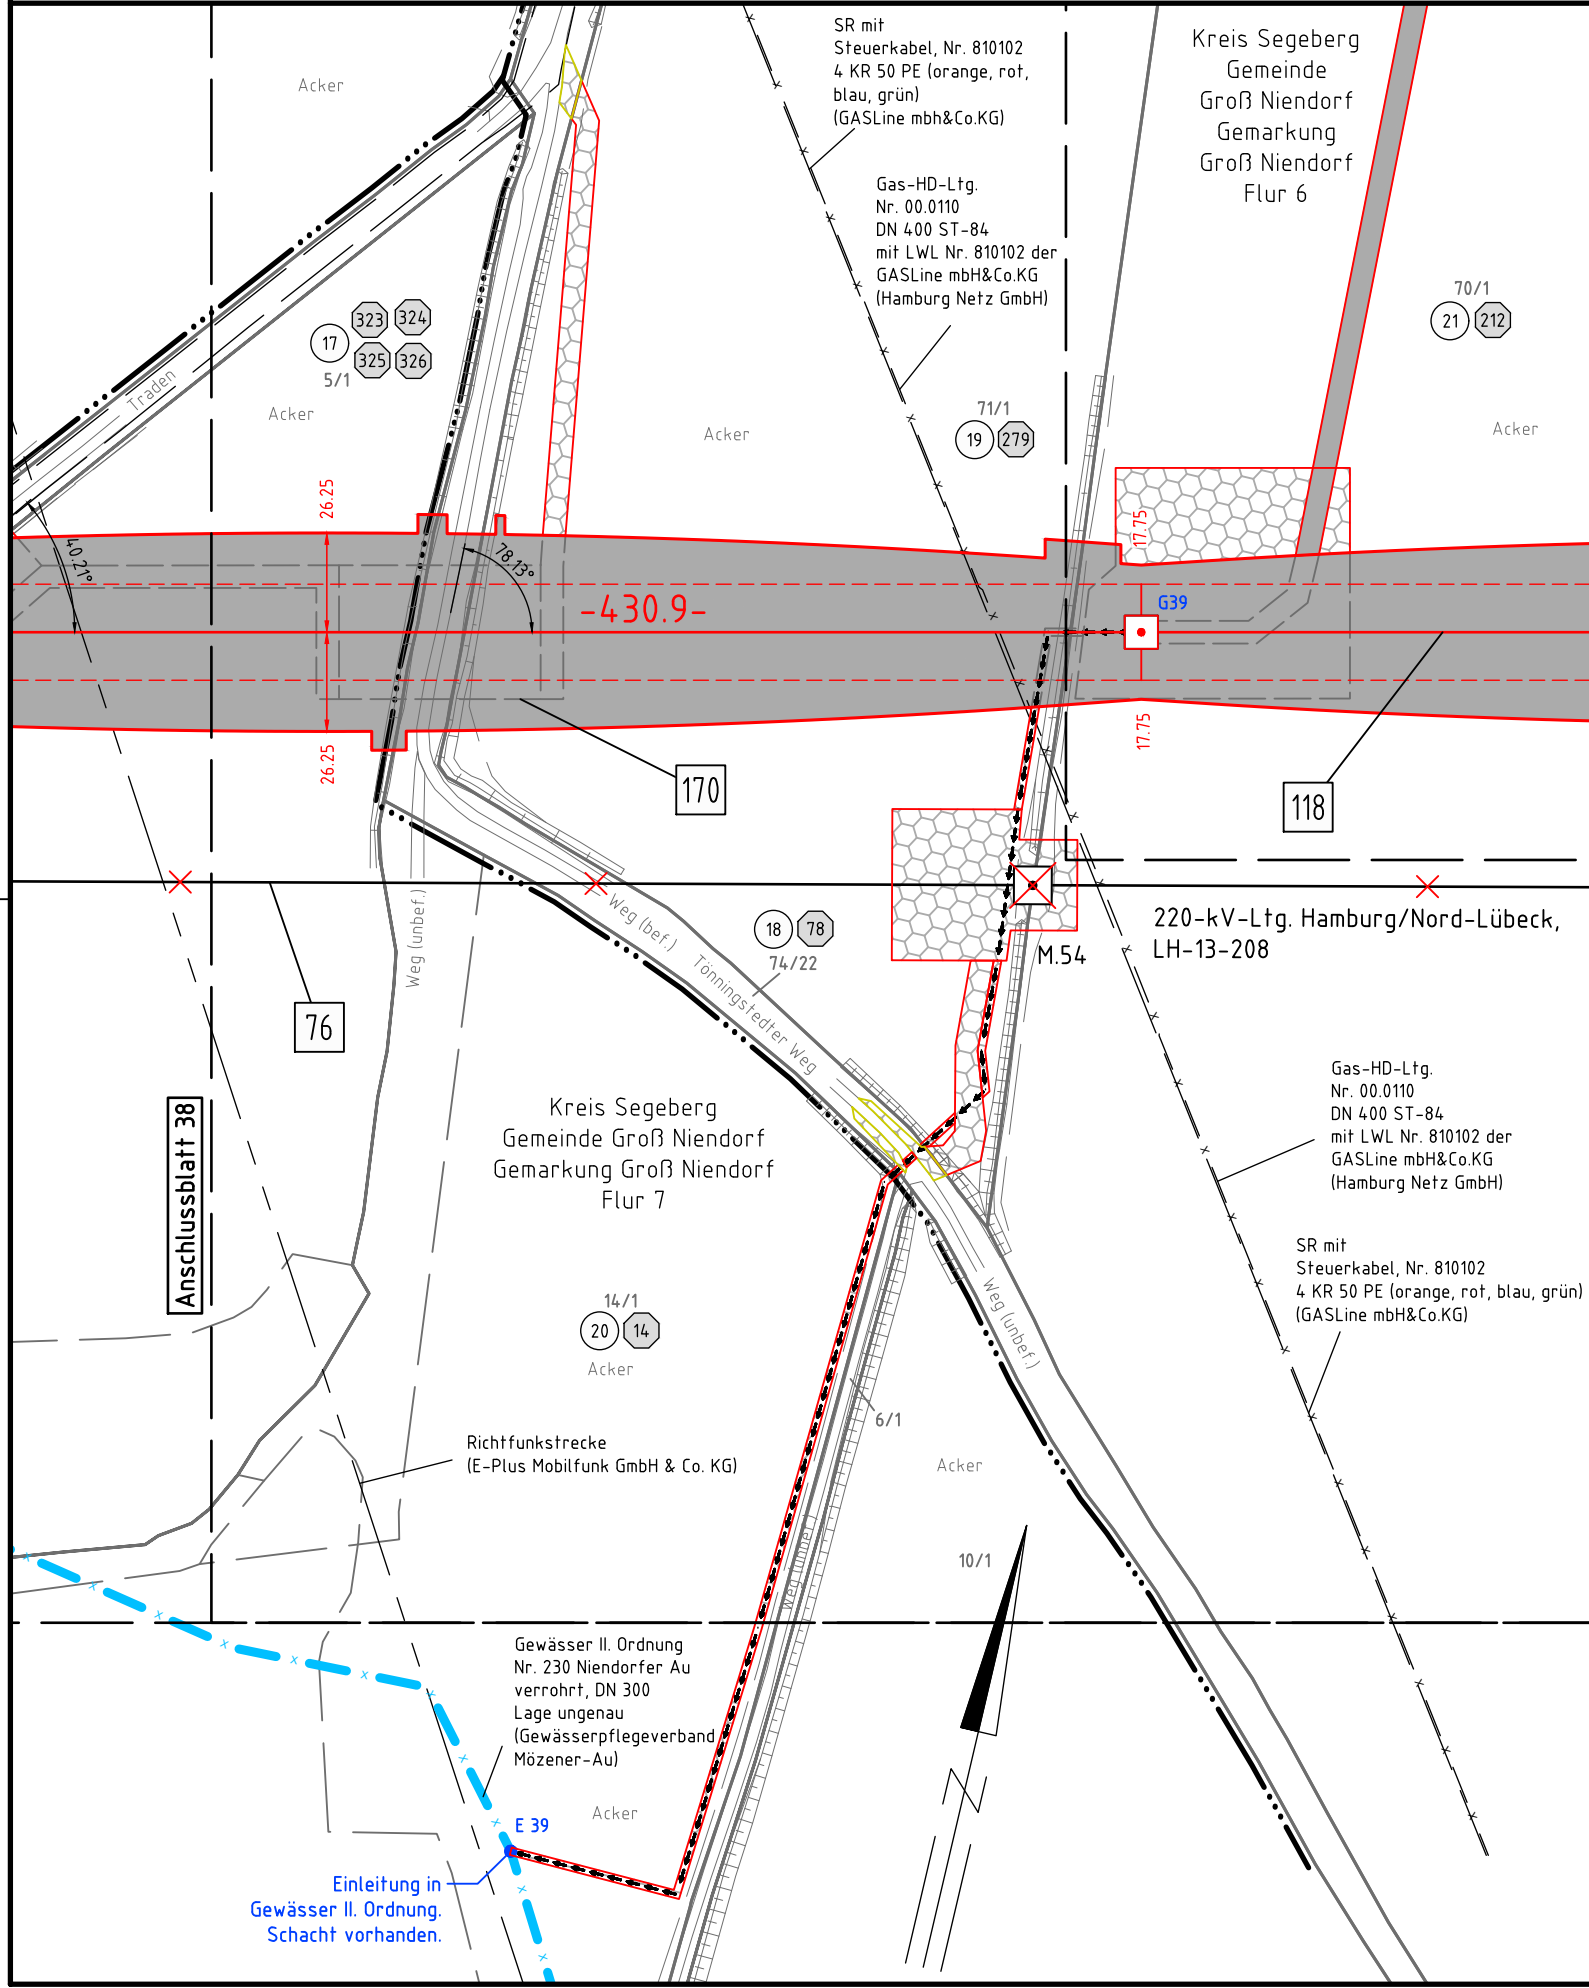 Acker
SR mit
Steuerkabel, Nr. 810102
4 KR 50 PE (orange, rot,
blau, grün)
(GASLine mbh&Co.KG)
Kreis Segeberg
Gemeinde
Groß Niendorf
Gemarkung
Groß Niendorf
Flur 6
Gas-HD-Ltg.
Nr. 00.0110
DN 400 ST-84
mit LWL Nr. 810102 der
GASLine mbH&Co.KG
(Hamburg Netz GmbH)
70/1
21 212
323 324
17
325 326
5/1
Traden
Acker
71/1
19 279
Acker
Acker
26.25
40.21°
78.13°
-430.9-
17.75
G39
26.25
17.75
170
118
Weg (unbef.)
Weg (bef.)
18 78
74/22
Tönningstedter Weg
M.54
220-kV-Ltg. Hamburg/Nord-Lübeck,
LH-13-208
76
Anschlussblatt 38
Kreis Segeberg
Gemeinde Groß Niendorf
Gemarkung Groß Niendorf
Flur 7
Gas-HD-Ltg.
Nr. 00.0110
DN 400 ST-84
mit LWL Nr. 810102 der
GASLine mbH&Co.KG
(Hamburg Netz GmbH)
SR mit
Steuerkabel, Nr. 810102
4 KR 50 PE (orange, rot, blau, grün)
(GASLine mbH&Co.KG)
14/1
20 14
Acker
Weg (unbef.)
6/1
Richtfunkstrecke
(E-Plus Mobilfunk GmbH & Co. KG)
Acker
10/1
Weg (unbef.)
Gewässer II. Ordnung
Nr. 230 Niendorfer Au
verrohrt, DN 300
Lage ungenau
(Gewässerpflegeverband
Mözener-Au)
N
Acker
E 39
Einleitung in
Gewässer II. Ordnung.
Schacht vorhanden.